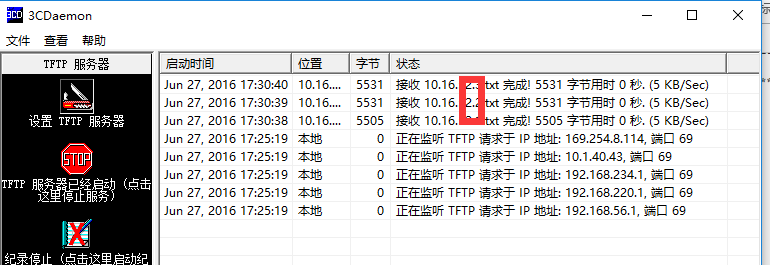 3CD 3CDaemon
文件 查看 帮助
TFTP 服务器
设置 TFTP 服务器
STOP
TFTP 服务器已经启动 (点击
这里停止服务)
纪录停止 (点击这里启动纪
启动时间 位置 字节 状态
Jun 27, 2016 17:30:40 10.16.... 5531 接收 10.16. 2.3.txt 完成! 5531 字节用时 0 秒. (5 KB/Sec)
Jun 27, 2016 17:30:39 10.16.... 5531 接收 10.16. 2.2.txt 完成! 5531 字节用时 0 秒. (5 KB/Sec)
Jun 27, 2016 17:30:38 10.16.... 5505 接收 10.16. txt 完成! 5505 字节用时 0 秒. (5 KB/Sec)
Jun 27, 2016 17:25:19 本地 0 正在监听 TFTP 请求于 IP 地址: 169.254.8.114, 端口 69
Jun 27, 2016 17:25:19 本地 0 正在监听 TFTP 请求于 IP 地址: 10.1.40.43, 端口 69
Jun 27, 2016 17:25:19 本地 0 正在监听 TFTP 请求于 IP 地址: 192.168.234.1, 端口 69
Jun 27, 2016 17:25:19 本地 0 正在监听 TFTP 请求于 IP 地址: 192.168.220.1, 端口 69
Jun 27, 2016 17:25:19 本地 0 正在监听 TFTP 请求于 IP 地址: 192.168.56.1, 端口 69